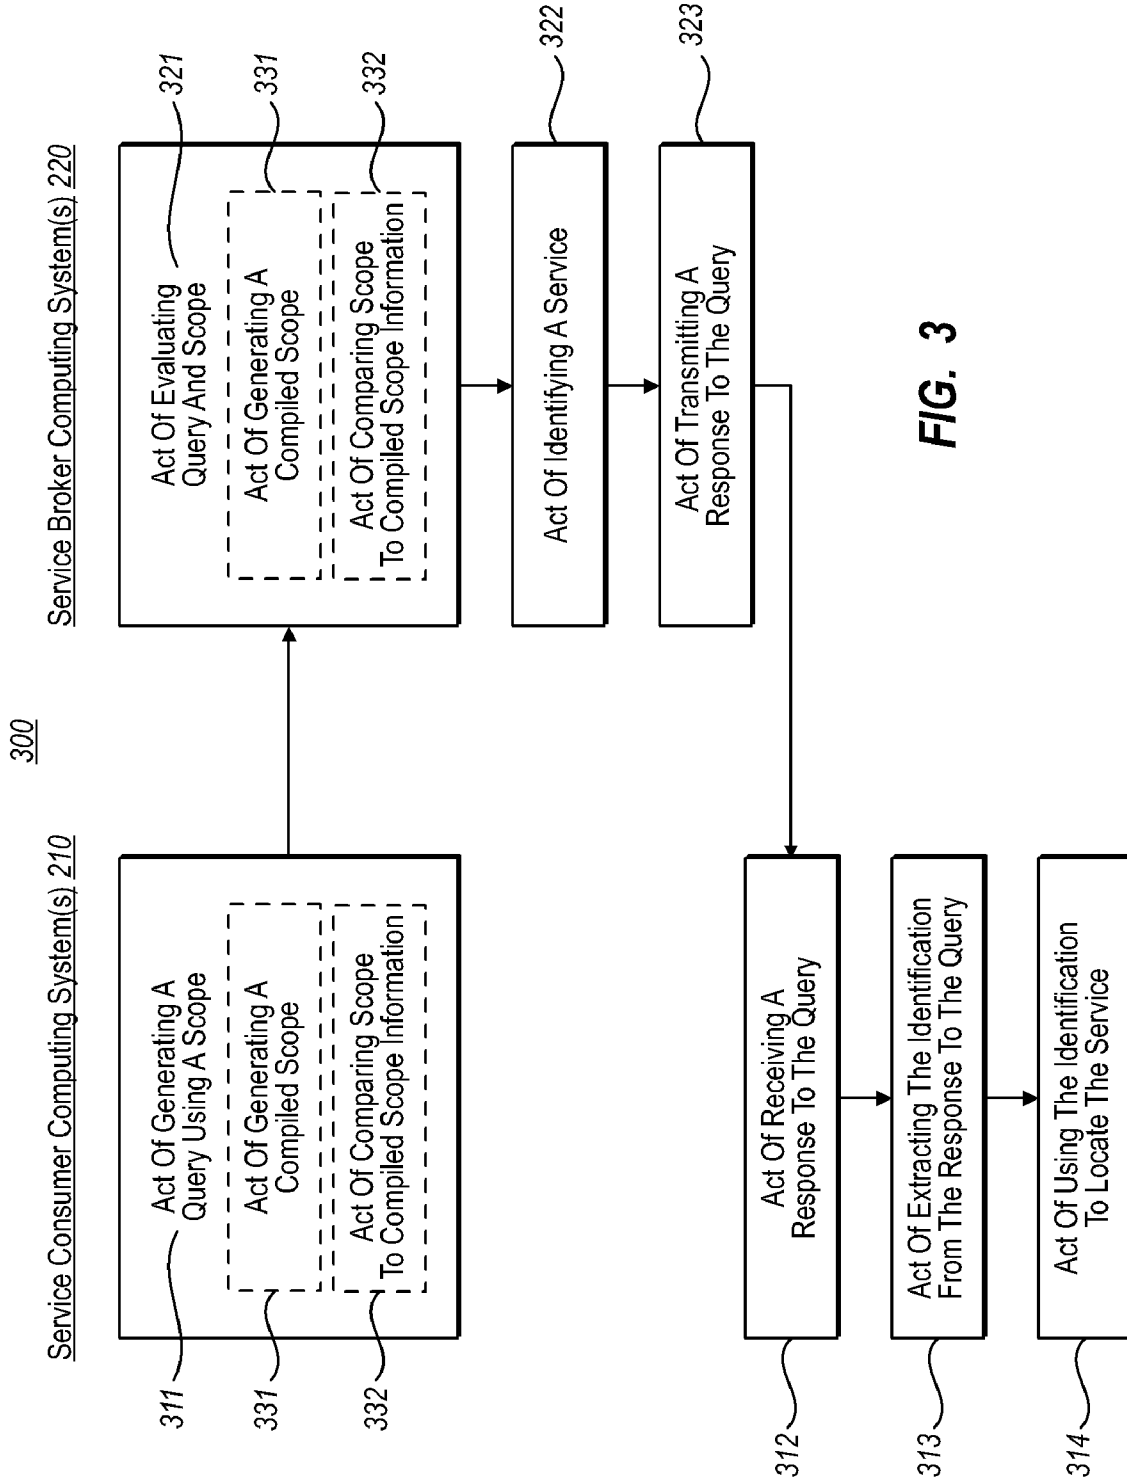 300
Service Consumer Computing System(s) 210
311
Act Of Generating A
Query Using A Scope
331
Act Of Generating A
Compiled Scope
332
Act Of Comparing Scope
To Compiled Scope Information
Service Broker Computing System(s) 220
Act Of Evaluating
Query And Scope
321
Act Of Generating A
Compiled Scope
331
Act Of Comparing Scope
To Compiled Scope Information
332
Act Of Identifying A Service
322
Act Of Transmitting A
Response To The Query
323
312
Act Of Receiving A
Response To The Query
313
Act Of Extracting The Identification
From The Response To The Query
314
Act Of Using The Identification
To Locate The Service
FIG. 3